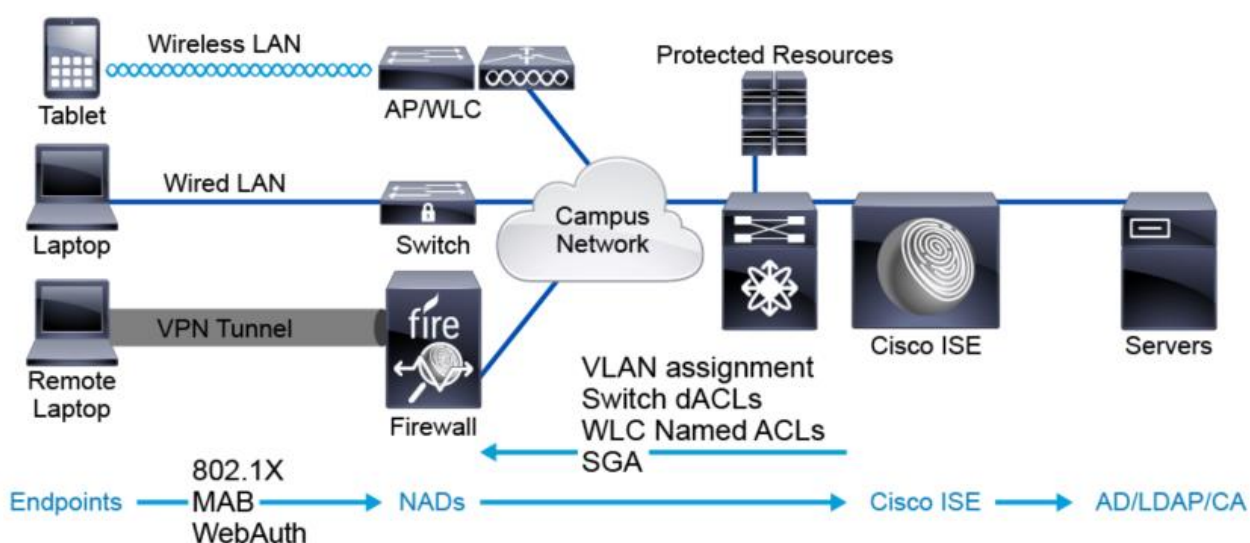 Wireless LAN
Protected Resources
Tablet
AP/WLC
Wired LAN
Campus
Network
Laptop
Switch
VPN Tunnel
fire
Cisco ISE
Servers
Remote
Laptop
Firewall
VLAN assignment
Switch dACLs
WLC Named ACLs
SGA
Endpoints
802.1X
MAB
WebAuth
NADs
Cisco ISE
AD/LDAP/CA